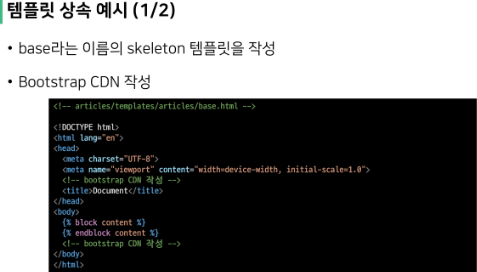 템플릿 상속 예시 (1/2)
• base라는 이름의 skeleton 템플릿을 작성
• Bootstrap CDN 작성
<!-- articles/templates/articles/base.html -->
<!DOCTYPE html>
<html lang="en">
<head>
<meta charset="UTF-8">
<meta name="viewport" content="width=device-width, initial-scale=1.0">
<!-- bootstrap CDN 작성 -->
<title>Document</title>
</head>
<body>
{% block content %}
{% endblock content %}
<!-- bootstrap CDN 작성 -->
</body>
</html>